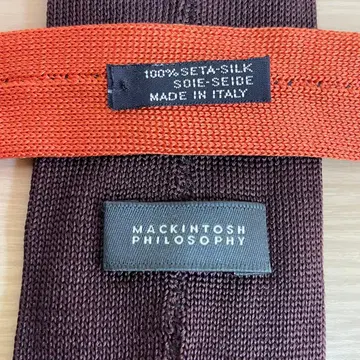 100% SETA-SILK
SOIE-SEIDE
MADE IN ITALY
MACKINTOSH
PHILOSOPHY